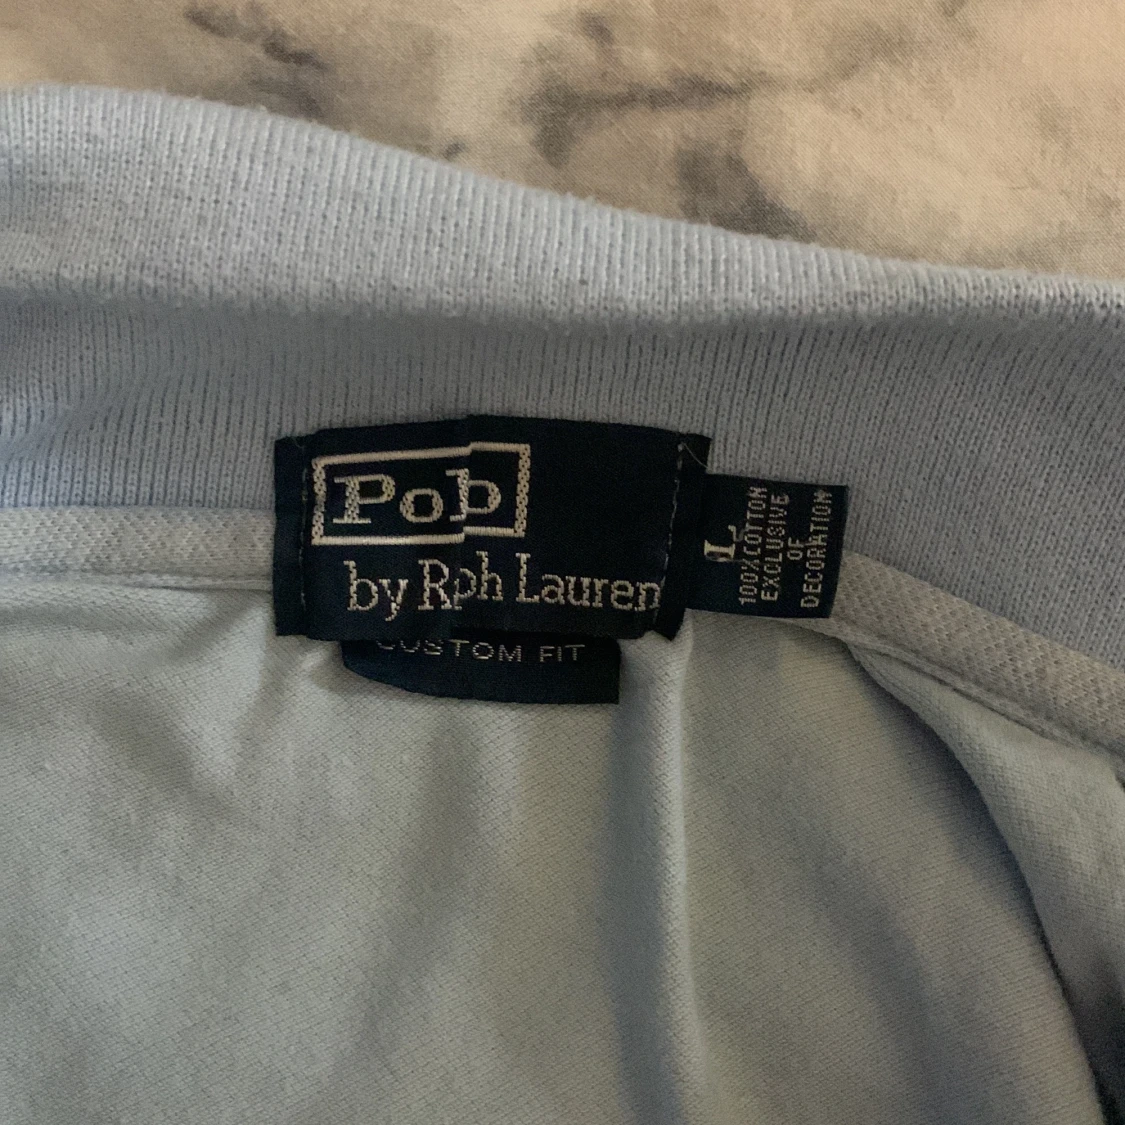 Pob
by Rph Lauren
CUSTOM FIT
L
100% COTTON
EXCLUSIVE
OF
DECORATION